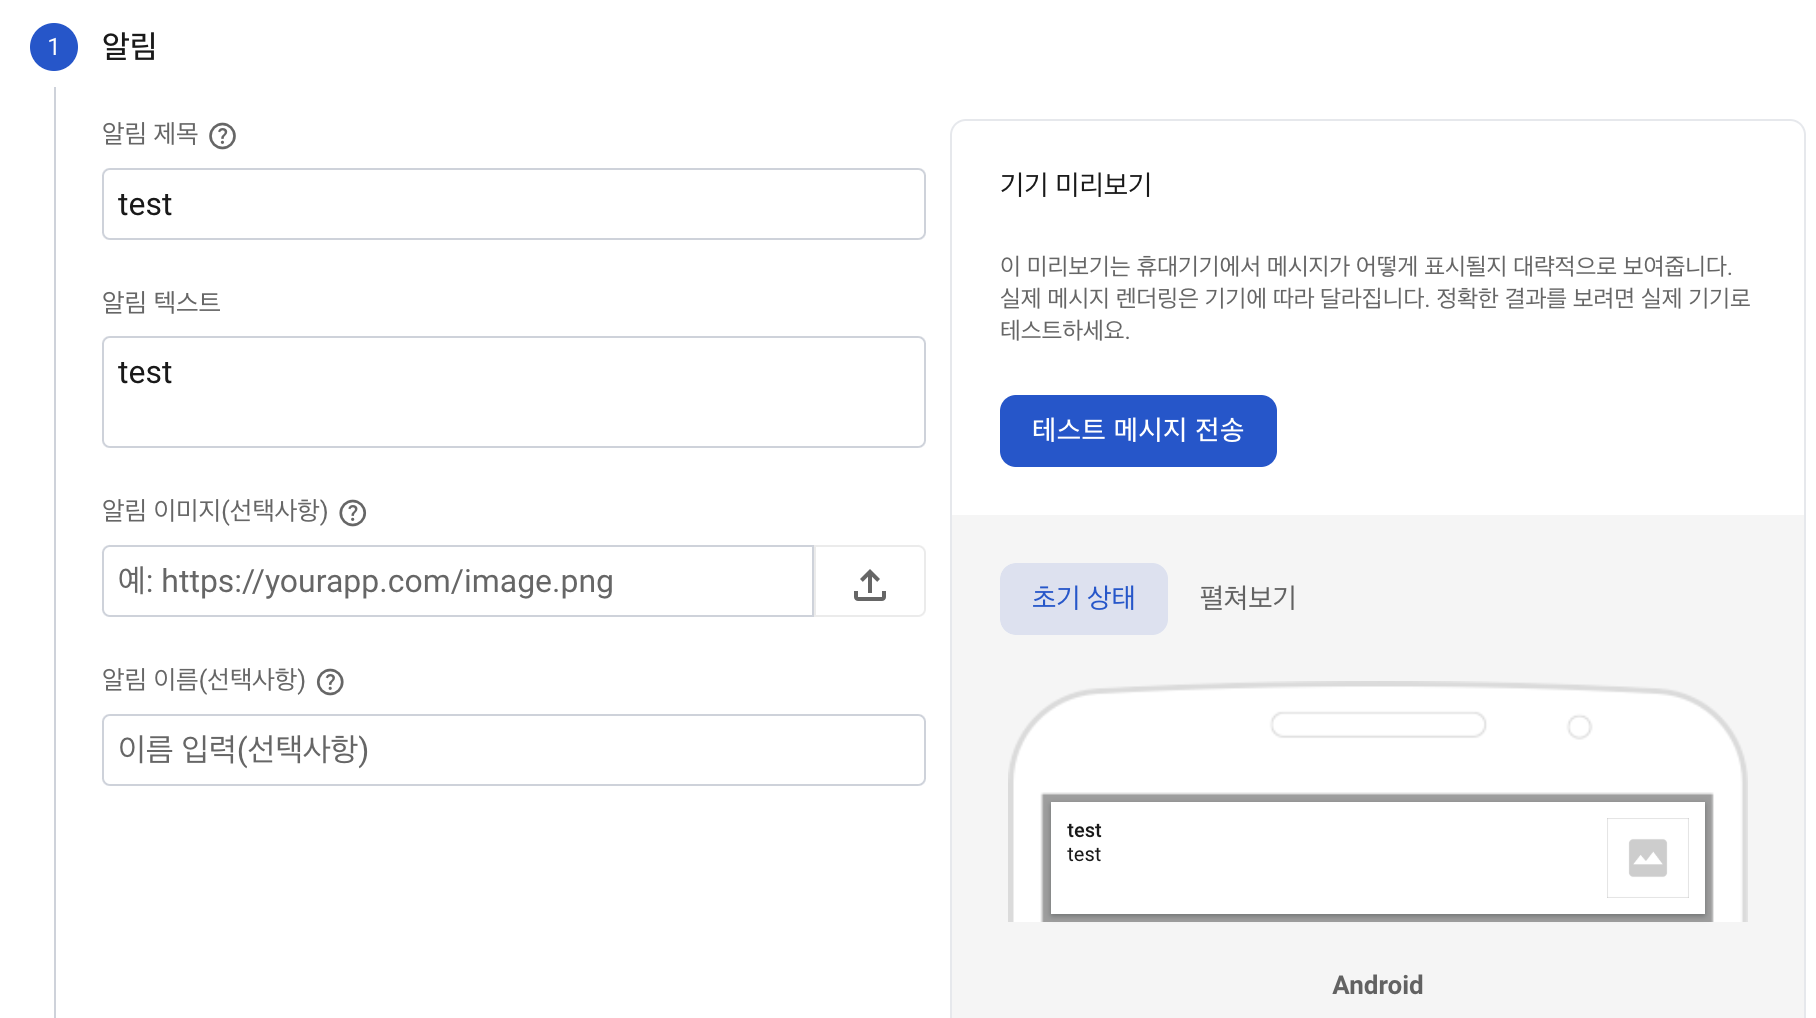 1 알림
알림 제목
test
알림 텍스트
test
알림 이미지(선택사항)
예: https://yourapp.com/image.png
알림 이름(선택사항)
이름 입력(선택사항)
기기 미리보기
이 미리보기는 휴대기기에서 메시지가 어떻게 표시될지 대략적으로 보여줍니다.
실제 메시지 렌더링은 기기에 따라 달라집니다. 정확한 결과를 보려면 실제 기기로
테스트하세요.
테스트 메시지 전송
초기 상태 펼쳐보기
test
test
Android